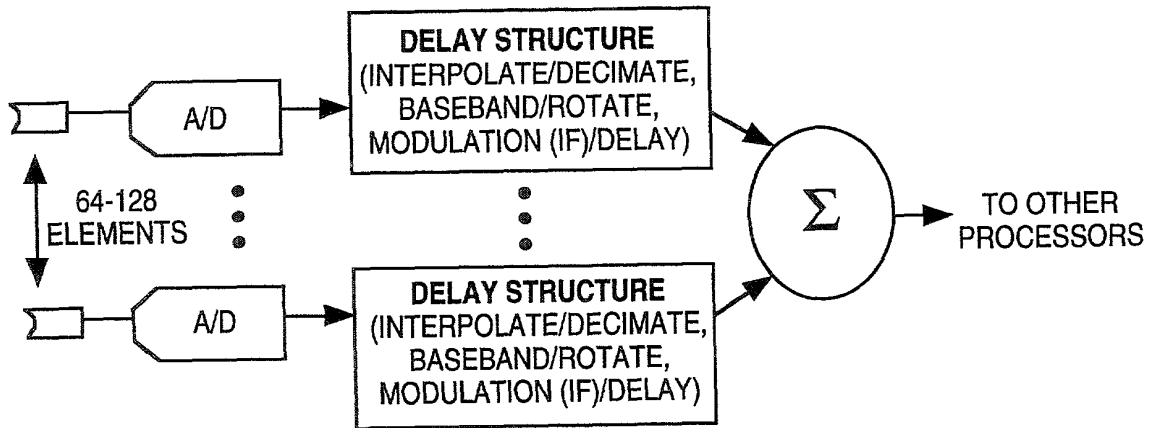 DELAY STRUCTURE
(INTERPOLATE/DECIMATE,
BASEBAND/ROTATE,
MODULATION (IF)/DELAY)
A/D
64-128
ELEMENTS
Σ
TO OTHER
PROCESSORS
A/D
DELAY STRUCTURE
(INTERPOLATE/DECIMATE,
BASEBAND/ROTATE,
MODULATION (IF)/DELAY)